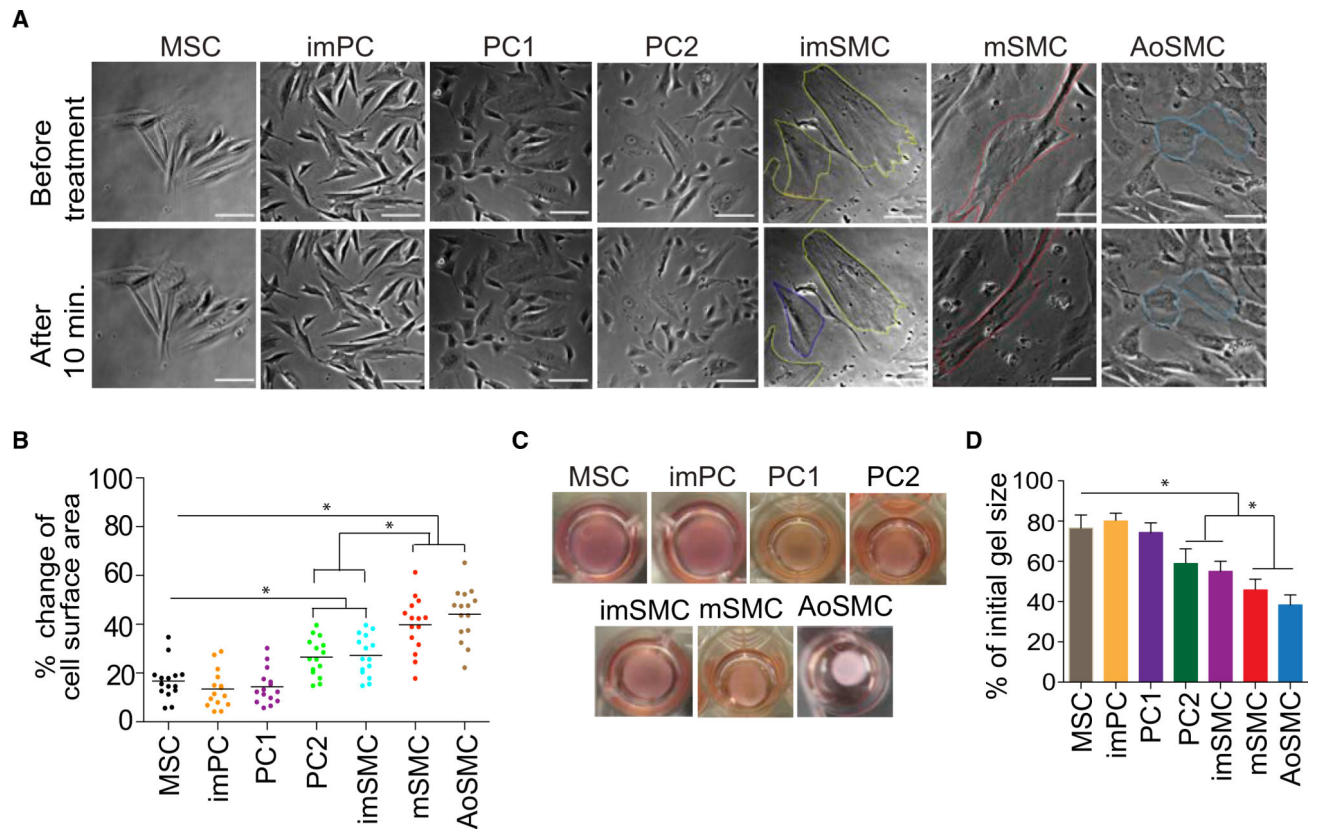 A
MSC imPC PC1 PC2 imSMC mSMC AoSMC
Before
treatment
After
10 min.
B
% change of
cell surface area
100
80
60
40
20
0
*
*
*
MSC
imPC
PC1
PC2
imSMC
mSMC
AoSMC
C
MSC imPC PC1 PC2
imSMC mSMC AoSMC
D
% of initial gel size
100
80
60
40
20
0
*
*
MSC
imPC
PC1
PC2
imSMC
mSMC
AoSMC